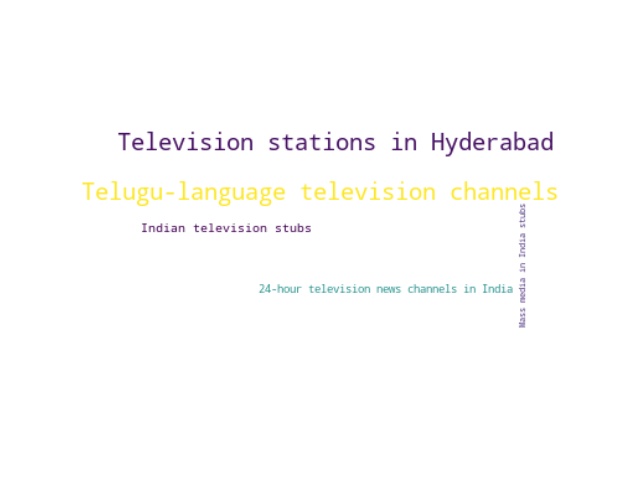 Television stations in Hyderabad
Telugu-language television channels
Indian television stubs
24-hour television news channels in India
Mass media in India stubs